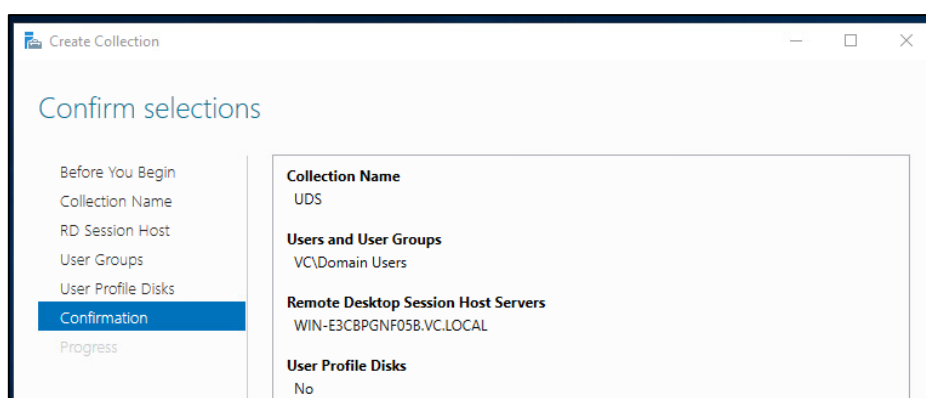 Create Collection
Confirm selections
Before You Begin
Collection Name
RD Session Host
User Groups
User Profile Disks
Confirmation
Progress
Collection Name
UDS
Users and User Groups
VC\Domain Users
Remote Desktop Session Host Servers
WIN-E3CBPGNF05B.VC.LOCAL
User Profile Disks
No